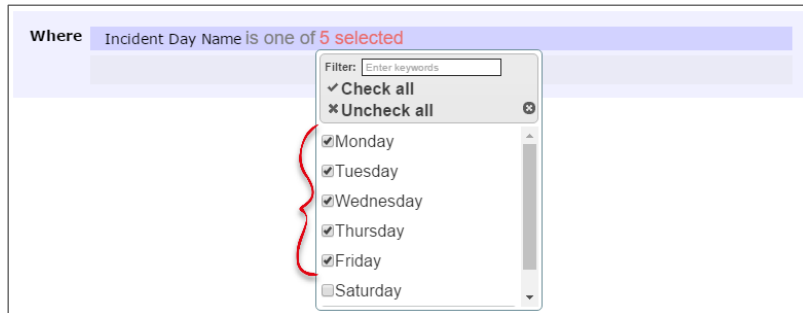 Where Incident Day Name is one of 5 selected
Filter: Enter keywords
Check all
Uncheck all
Monday
Tuesday
Wednesday
Thursday
Friday
Saturday